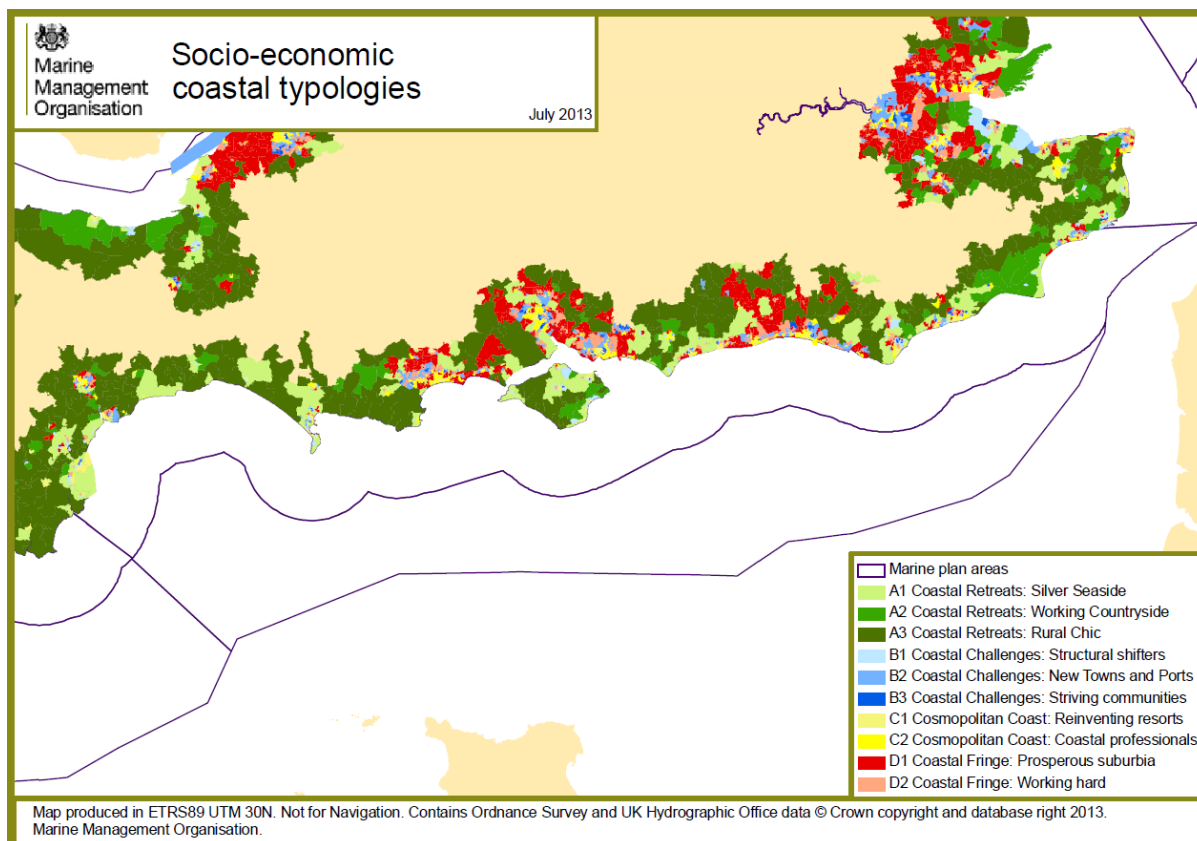 Marine
Management
Organisation
Socio-economic
coastal typologies
July 2013
Marine plan areas
A1 Coastal Retreats: Silver Seaside
A2 Coastal Retreats: Working Countryside
A3 Coastal Retreats: Rural Chic
B1 Coastal Challenges: Structural shifters
B2 Coastal Challenges: New Towns and Ports
B3 Coastal Challenges: Striving communities
C1 Cosmopolitan Coast: Reinventing resorts
C2 Cosmopolitan Coast: Coastal professionals
D1 Coastal Fringe: Prosperous suburbia
D2 Coastal Fringe: Working hard
Map produced in ETRS89 UTM 30N. Not for Navigation. Contains Ordnance Survey and UK Hydrographic Office data © Crown copyright and database right 2013.
Marine Management Organisation.